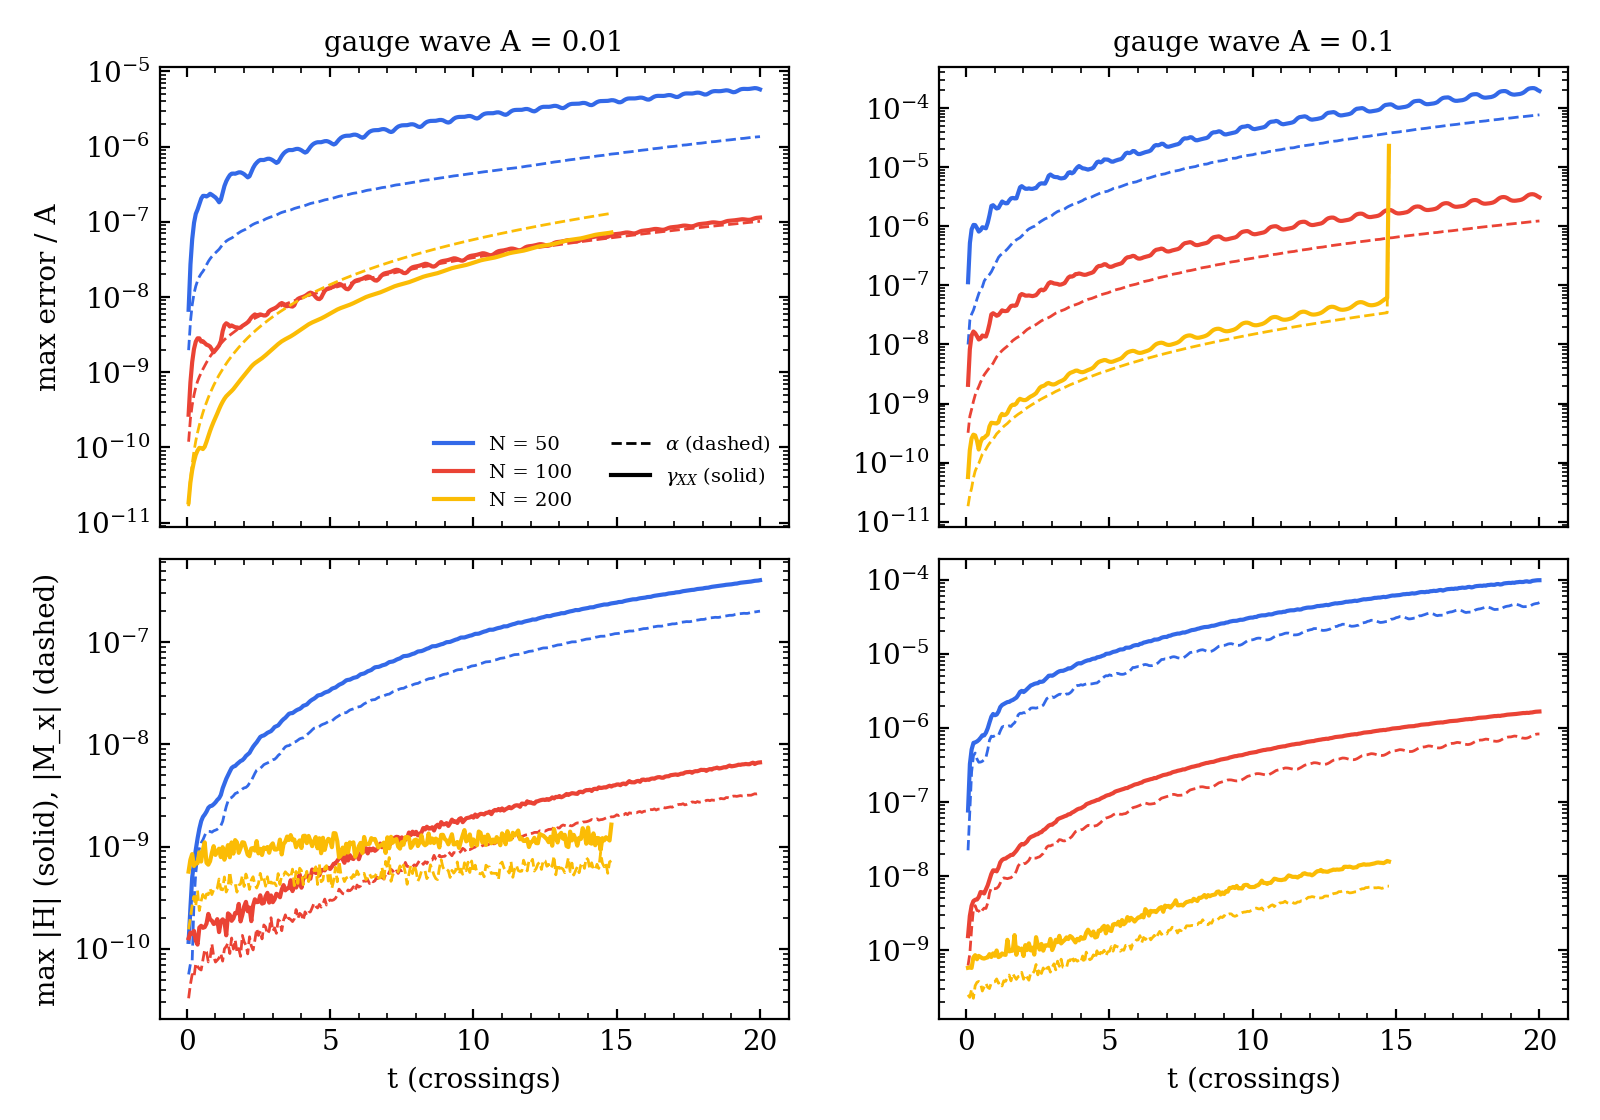 gauge wave A = 0.01
gauge wave A = 0.1
max error / A
10⁻⁵
10⁻⁶
10⁻⁷
10⁻⁸
10⁻⁹
10⁻¹⁰
10⁻¹¹
N = 50
N = 100
N = 200
α (dashed)
γ_XX (solid)
10⁻⁴
10⁻⁵
10⁻⁶
10⁻⁷
10⁻⁸
10⁻⁹
10⁻¹⁰
10⁻¹¹
max |H| (solid), |M_x| (dashed)
10⁻⁷
10⁻⁸
10⁻⁹
10⁻¹⁰
0 5 10 15 20
t (crossings)
10⁻⁴
10⁻⁵
10⁻⁶
10⁻⁷
10⁻⁸
10⁻⁹
0 5 10 15 20
t (crossings)